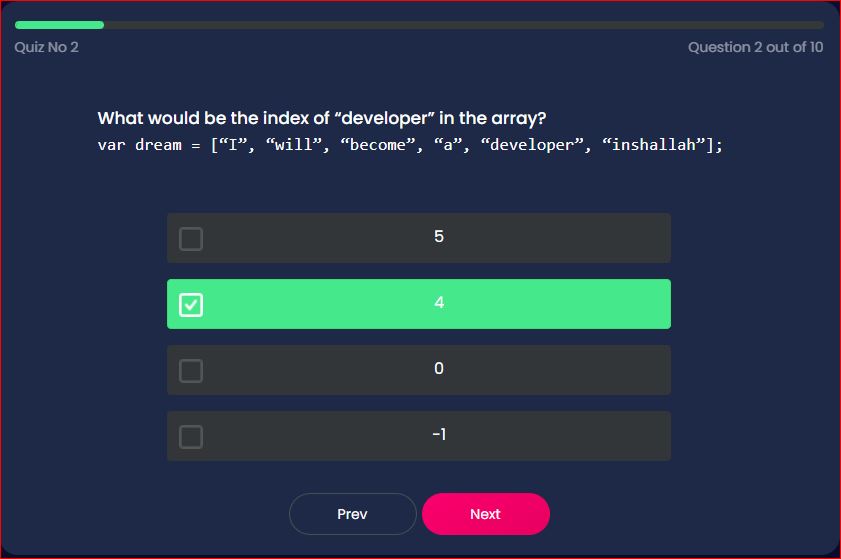 Quiz No 2
Question 2 out of 10
What would be the index of “developer” in the array?
var dream = [“I”, “will”, “become”, “a”, “developer”, “inshallah”];
5
4
0
-1
Prev
Next